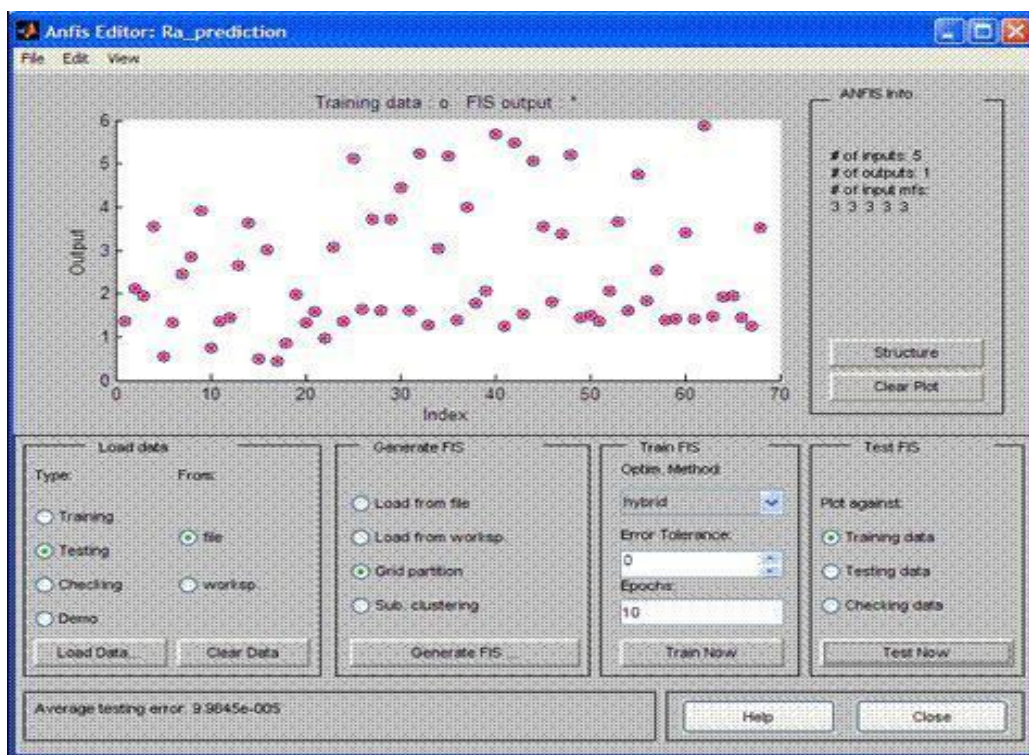 Anfis Editor: Ra_prediction
File Edit View
Training data : o FIS output : *
Output
6
5
4
3
2
1
0
0 10 20 30 40 50 60 70
Index
ANFIS Info.
# of inputs: 5
# of outputs: 1
# of input mfs:
3 3 3 3 3
Structure
Clear Plot
Load data
Type: From:
Training
Testing
Checking
Demo
file
worksp.
Load Data... Clear Data
Generate FIS
Load from file
Load from worksp.
Grid partition
Sub. clustering
Generate FIS ...
Train FIS
Optim. Method:
hybrid
Error Tolerance:
0
Epochs:
10
Train Now
Test FIS
Plot against:
Training data
Testing data
Checking data
Test Now
Average testing error: 9.9845e-005
Help Close